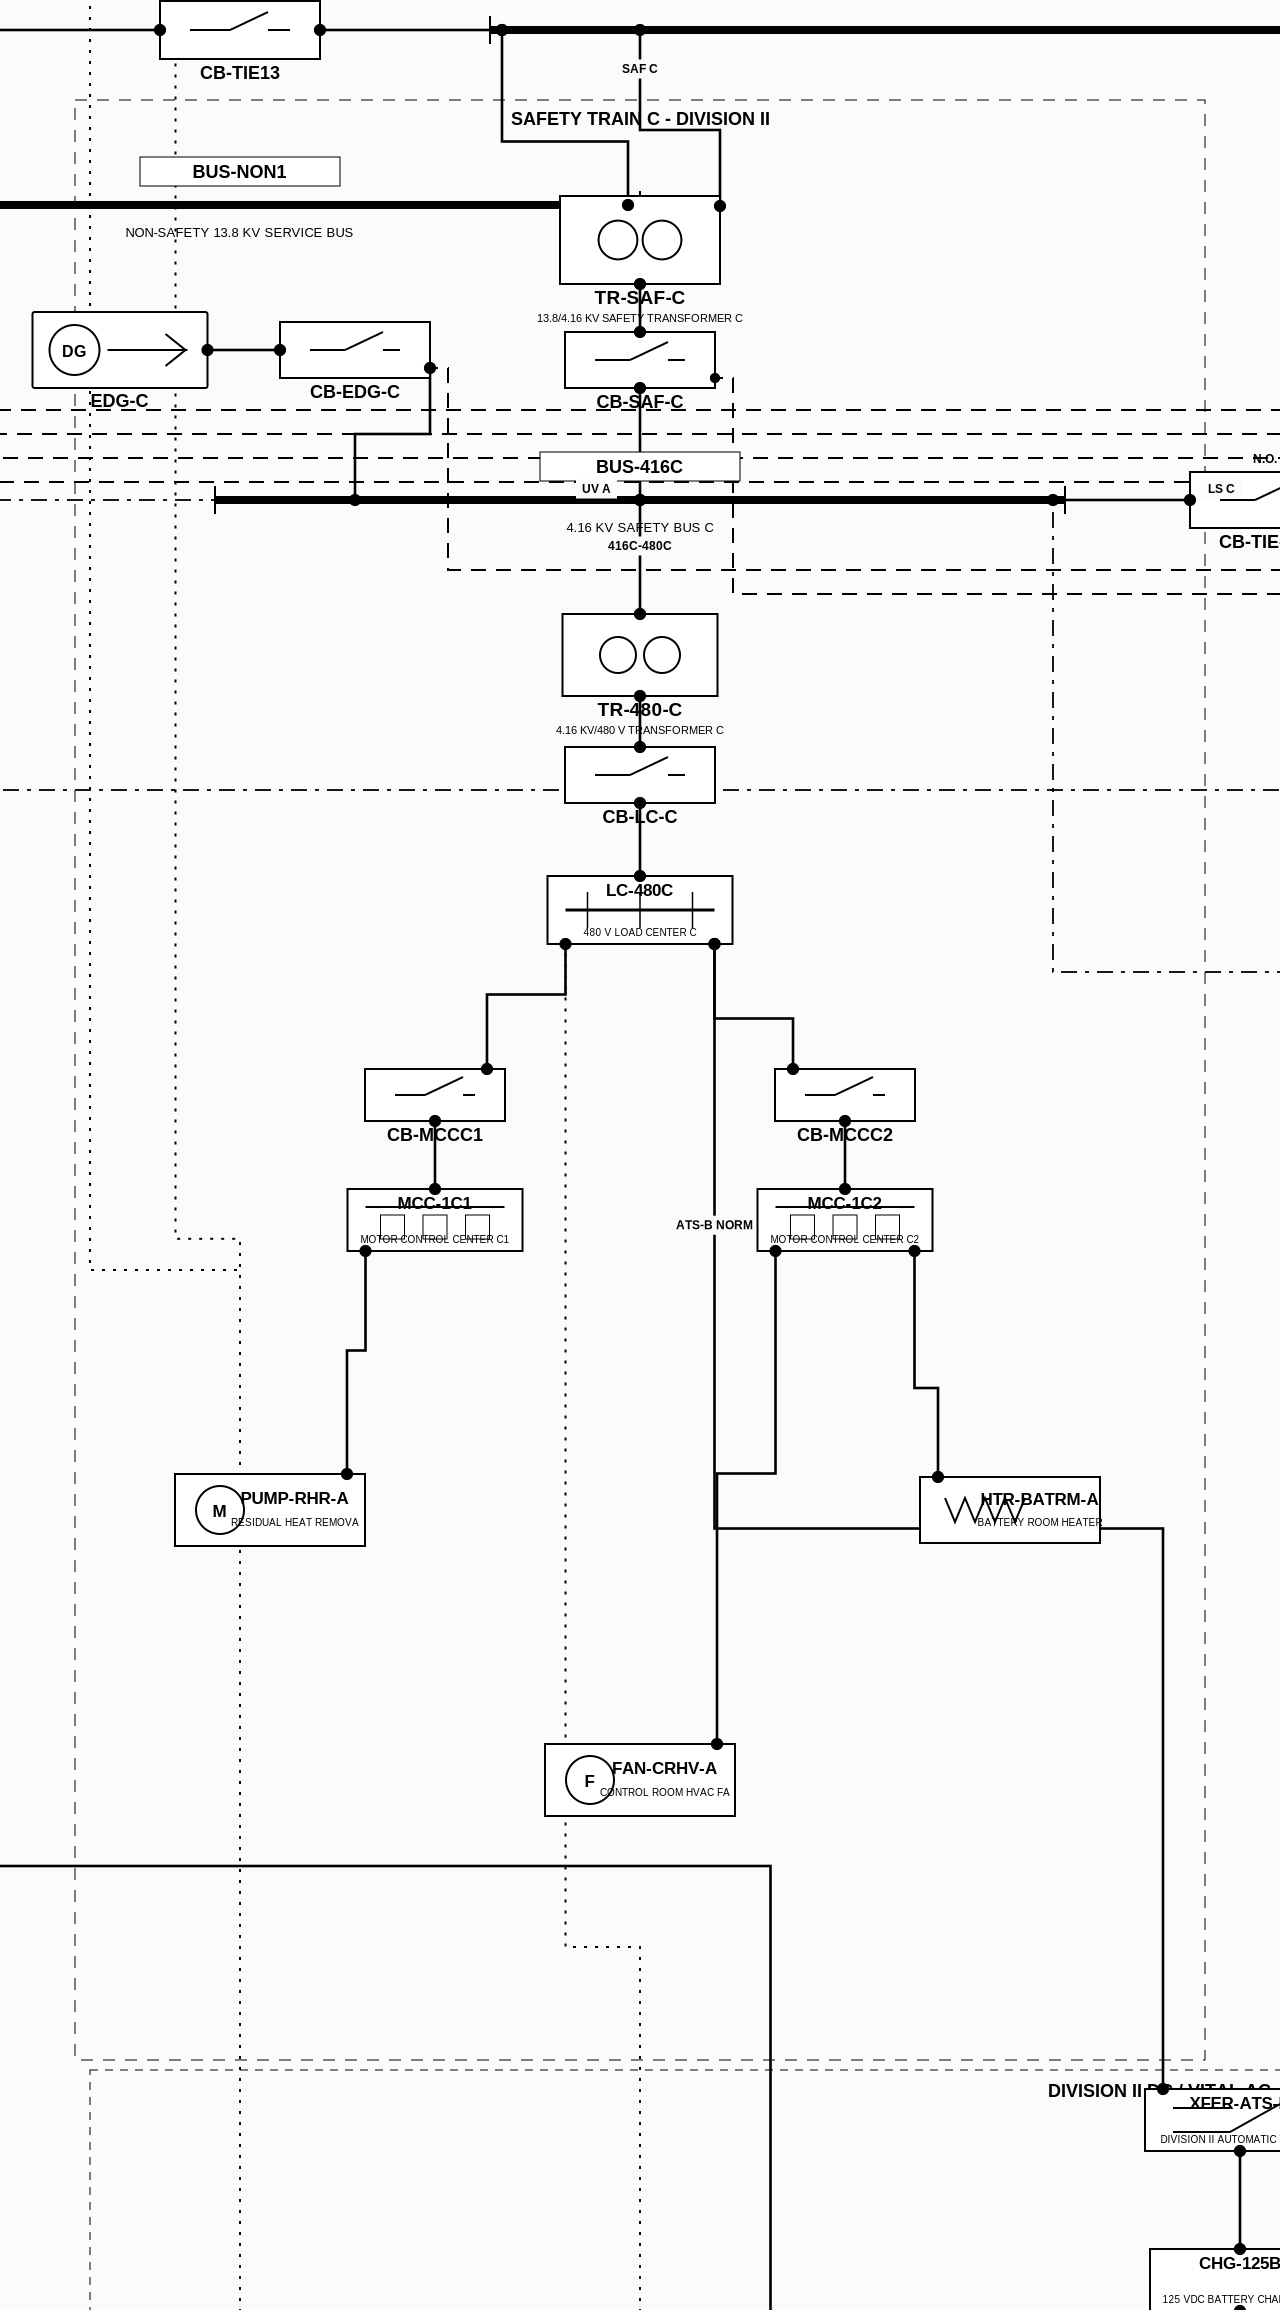 CB-TIE13
SAF C
SAFETY TRAIN C - DIVISION II
BUS-NON1
NON-SAFETY 13.8 KV SERVICE BUS
TR-SAF-C
13.8/4.16 KV SAFETY TRANSFORMER C
DG
EDG-C
CB-EDG-C
CB-SAF-C
BUS-416C
N.O.
UV A
LS C
4.16 KV SAFETY BUS C
416C-480C
CB-TIE
TR-480-C
4.16 KV/480 V TRANSFORMER C
CB-LC-C
LC-480C
480 V LOAD CENTER C
CB-MCCC1
CB-MCCC2
MCC-1C1
MOTOR CONTROL CENTER C1
MCC-1C2
MOTOR CONTROL CENTER C2
ATS-B NORM
M
PUMP-RHR-A
RESIDUAL HEAT REMOVA
HTR-BATRM-A
BATTERY ROOM HEATER
F
FAN-CRHV-A
CONTROL ROOM HVAC FA
DIVISION II DC / VITAL AC
XFER-ATS-
DIVISION II AUTOMATIC
CHG-125B
125 VDC BATTERY CHA